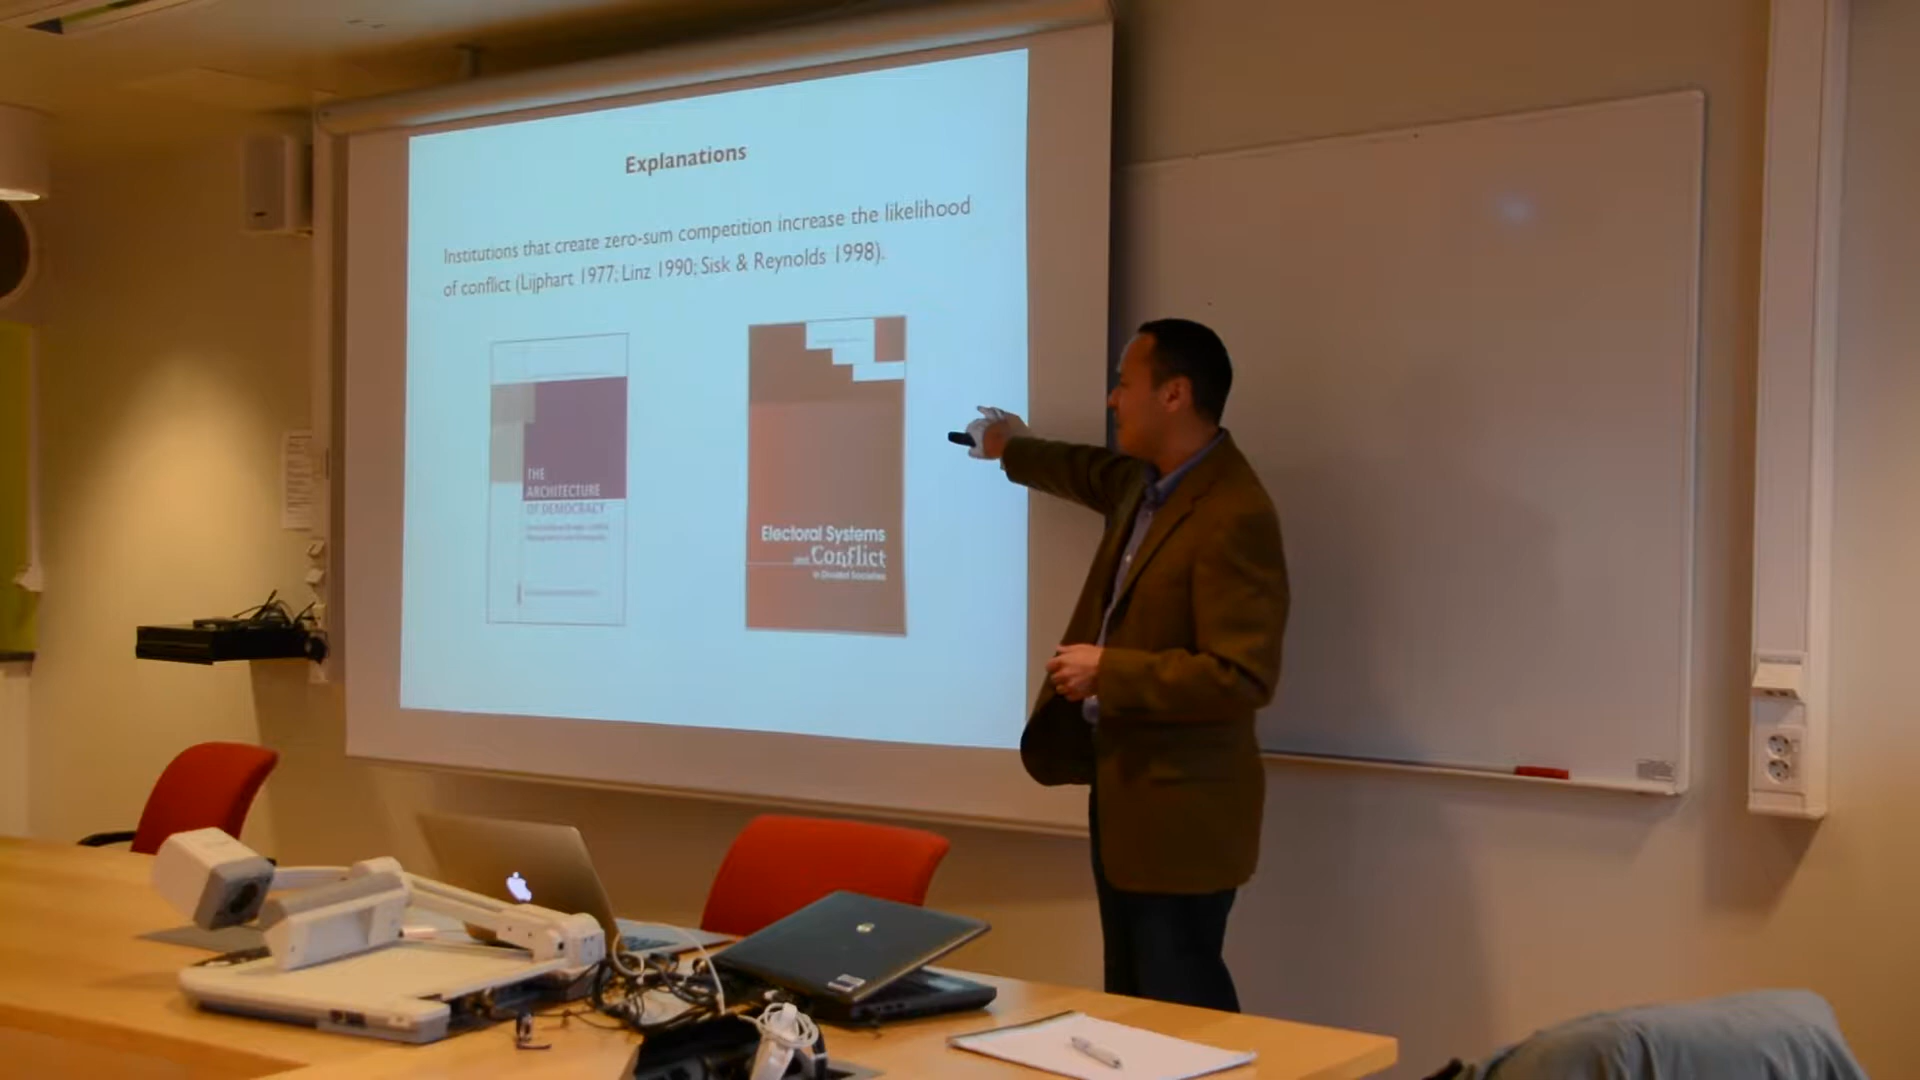 Explanations
Institutions that create zero-sum competition increase the likelihood
of conflict (Lijphart 1977; Linz 1990; Sisk & Reynolds 1998).
THE
ARCHITECTURE
OF DEMOCRACY
Electoral Systems
and Conflict
in Divided Societies